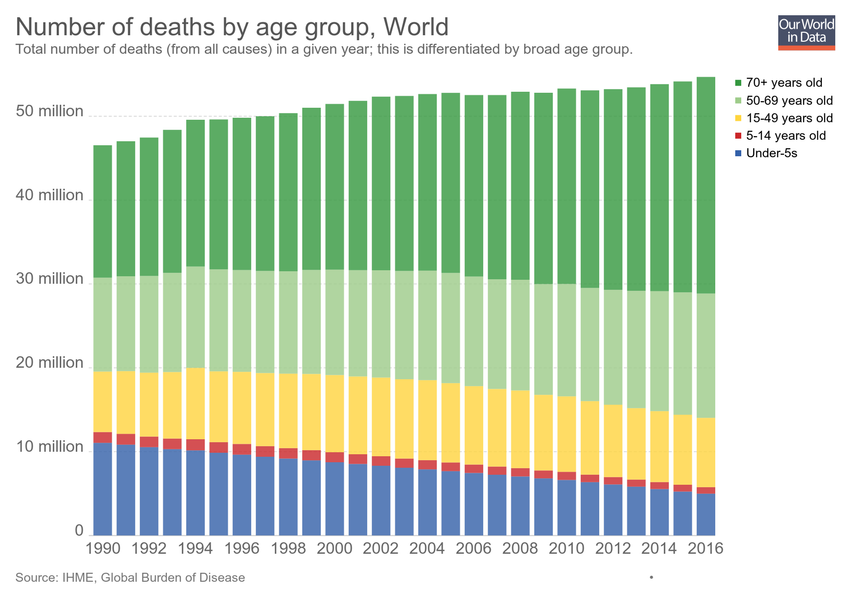 Number of deaths by age group, World
Total number of deaths (from all causes) in a given year; this is differentiated by broad age group.
Our World
in Data
70+ years old
50-69 years old
15-49 years old
5-14 years old
Under-5s
50 million
40 million
30 million
20 million
10 million
0
1990 1992 1994 1996 1998 2000 2002 2004 2006 2008 2010 2012 2014 2016
Source: IHME, Global Burden of Disease